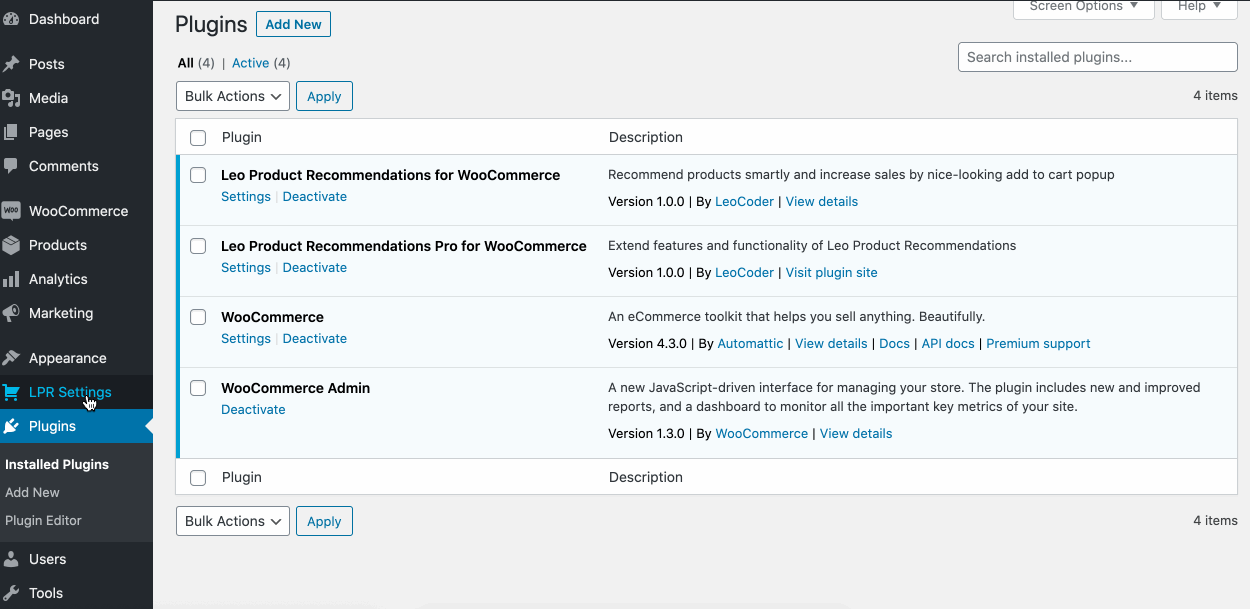 Dashboard
Posts
Media
Pages
Comments
woo WooCommerce
Products
Analytics
Marketing
Appearance
LPR Settings
Plugins
Installed Plugins
Add New
Plugin Editor
Users
Tools
Screen Options ▼ Help ▼
Plugins Add New
All (4) | Active (4)
Search installed plugins...
Bulk Actions Apply
4 items
Plugin Description
Leo Product Recommendations for WooCommerce
Settings | Deactivate
Recommend products smartly and increase sales by nice-looking add to cart popup
Version 1.0.0 | By LeoCoder | View details
Leo Product Recommendations Pro for WooCommerce
Settings | Deactivate
Extend features and functionality of Leo Product Recommendations
Version 1.0.0 | By LeoCoder | Visit plugin site
WooCommerce
Settings | Deactivate
An eCommerce toolkit that helps you sell anything. Beautifully.
Version 4.3.0 | By Automattic | View details | Docs | API docs | Premium support
WooCommerce Admin
Deactivate
A new JavaScript-driven interface for managing your store. The plugin includes new and improved
reports, and a dashboard to monitor all the important key metrics of your site.
Version 1.3.0 | By WooCommerce | View details
Plugin Description
Bulk Actions Apply
4 items